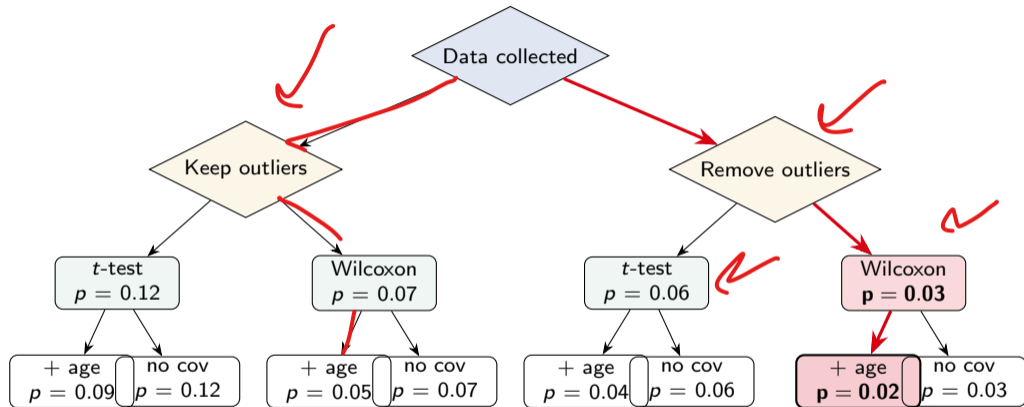 Data collected
Keep outliers
Remove outliers
t-test
p = 0.12
Wilcoxon
p = 0.07
t-test
p = 0.06
Wilcoxon
p = 0.03
+ age
p = 0.09
no cov
p = 0.12
+ age
p = 0.05
no cov
p = 0.07
+ age
p = 0.04
no cov
p = 0.06
+ age
p = 0.02
no cov
p = 0.03